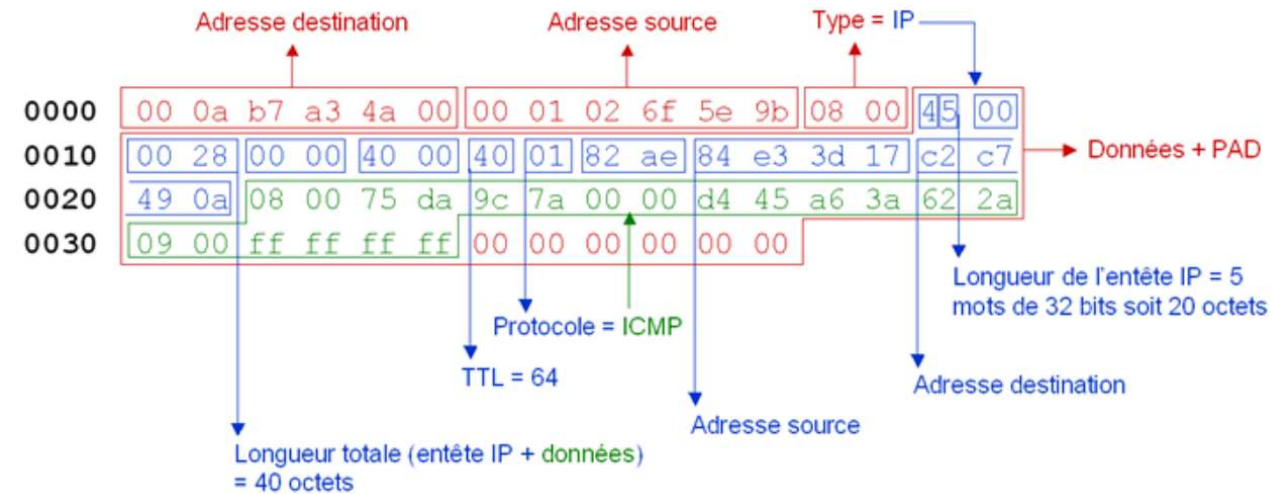 Adresse destination Adresse source Type = IP
0000 00 0a b7 a3 4a 00 00 01 02 6f 5e 9b 08 00 45 00
0010 00 28 00 00 40 00 40 01 82 ae 84 e3 3d 17 c2 c7
Données + PAD
0020 49 0a 08 00 75 da 9c 7a 00 00 d4 45 a6 3a 62 2a
0030 09 00 ff ff ff ff 00 00 00 00 00 00
Longueur de l'entête IP = 5
mots de 32 bits soit 20 octets
Protocole = ICMP
TTL = 64
Adresse destination
Adresse source
Longueur totale (entête IP + données)
= 40 octets